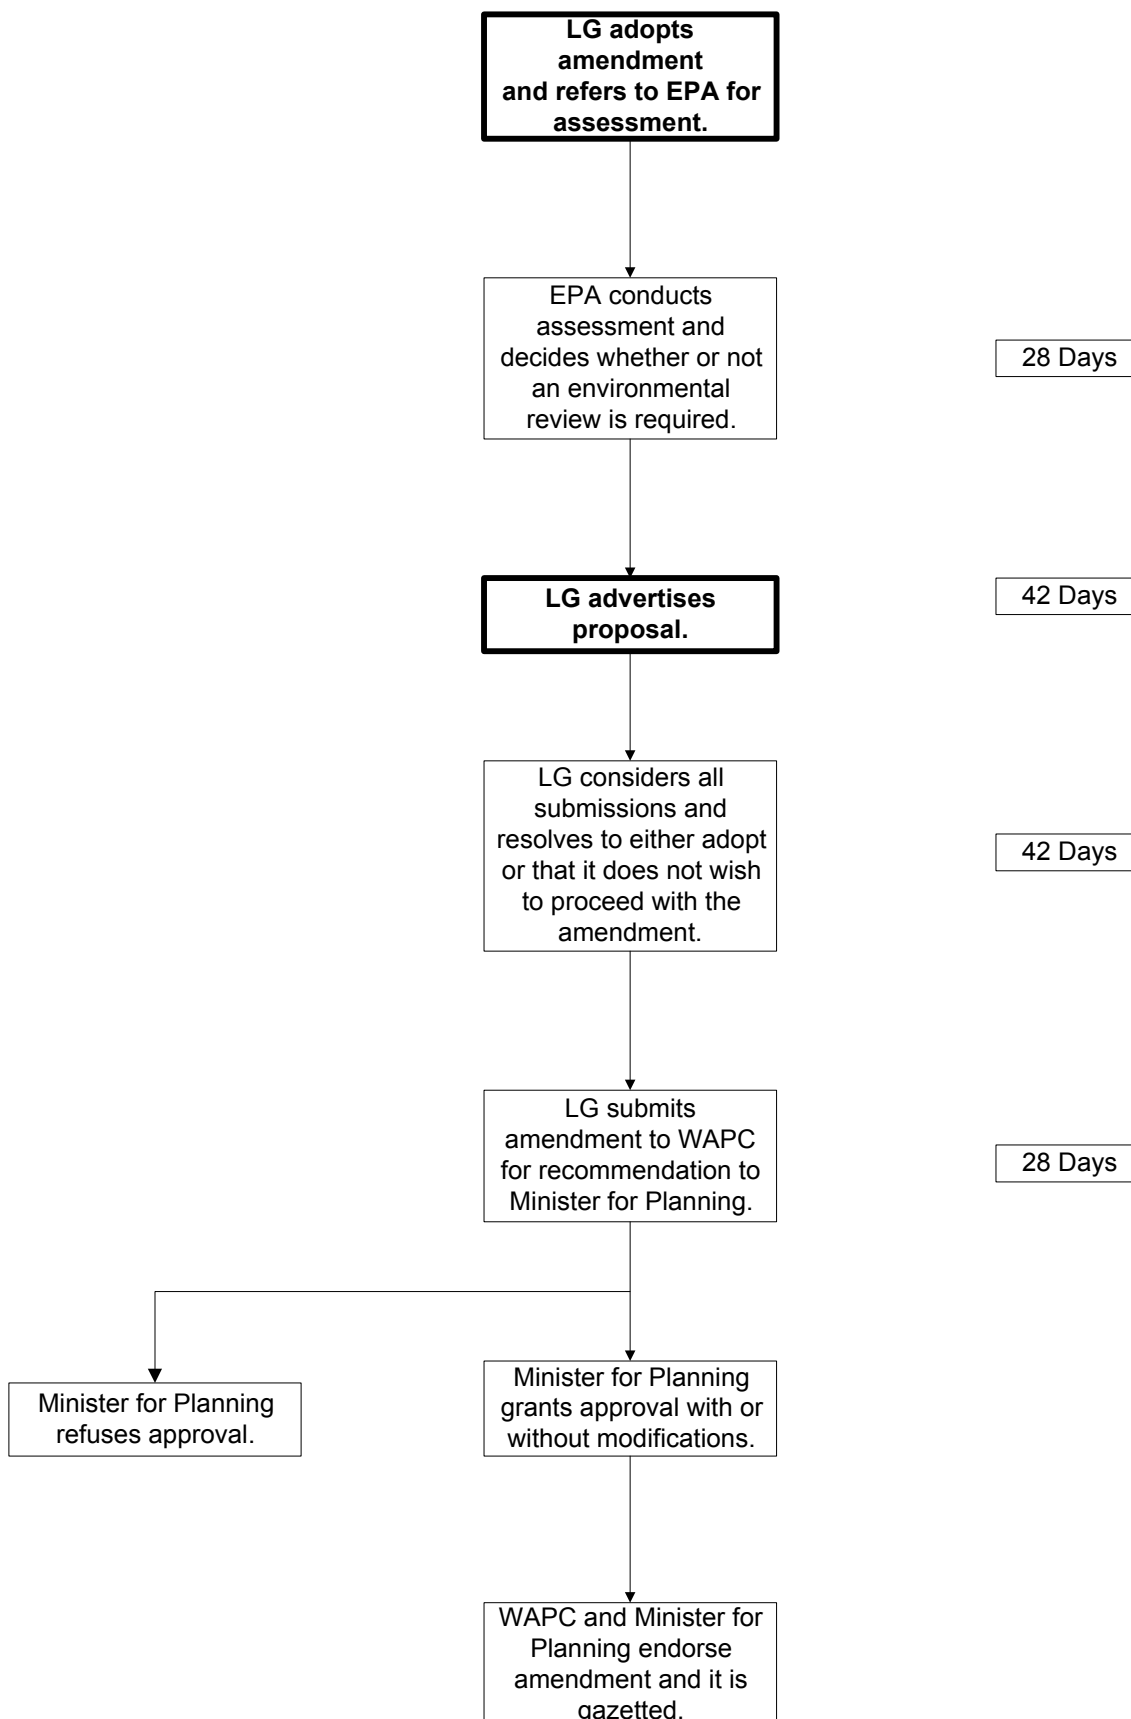 LG adopts
amendment
and refers to EPA for
assessment.
EPA conducts
assessment and
decides whether or not
an environmental
review is required.
28 Days
LG advertises
proposal.
42 Days
LG considers all
submissions and
resolves to either adopt
or that it does not wish
to proceed with the
amendment.
42 Days
LG submits
amendment to WAPC
for recommendation to
Minister for Planning.
28 Days
Minister for Planning
refuses approval.
Minister for Planning
grants approval with or
without modifications.
WAPC and Minister for
Planning endorse
amendment and it is
gazetted.